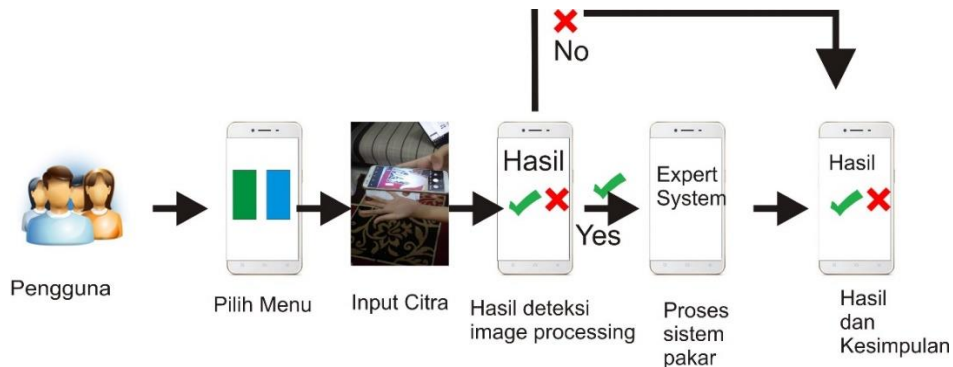 No
Hasil
Yes
Expert
System
Hasil
Pengguna
Pilih Menu
Input Citra
Hasil deteksi
image processing
Proses
sistem
pakar
Hasil
dan
Kesimpulan